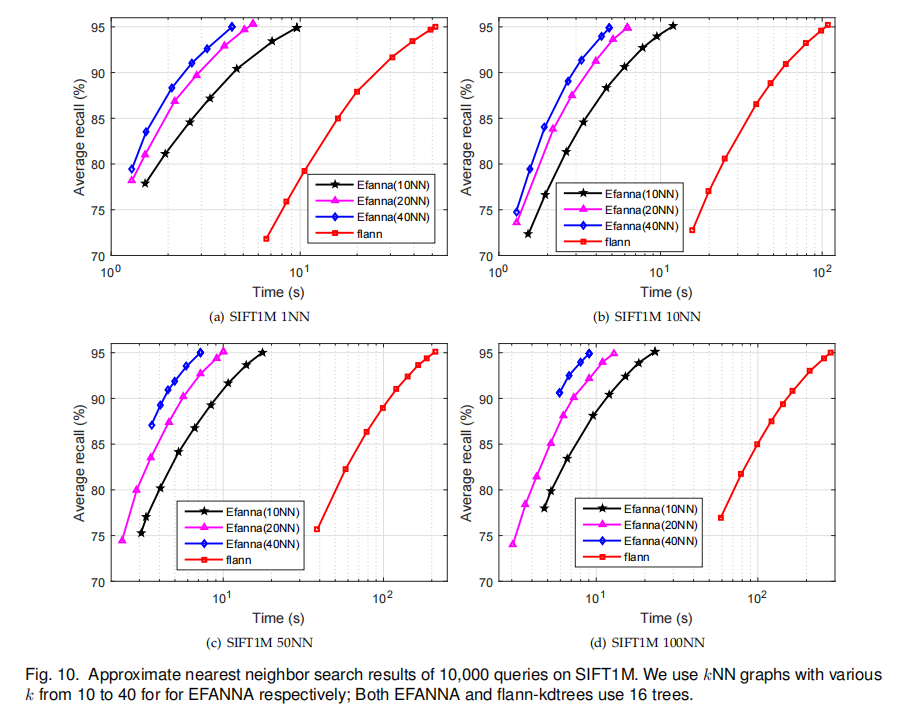 95
90
85
80
75
70
Average recall (%)
Efanna(10NN)
Efanna(20NN)
Efanna(40NN)
flann
10^0
10^1
Time (s)
(a) SIFT1M 1NN
95
90
85
80
75
70
Average recall (%)
Efanna(10NN)
Efanna(20NN)
Efanna(40NN)
flann
10^0
10^1
10^2
Time (s)
(b) SIFT1M 10NN
95
90
85
80
75
70
Average recall (%)
Efanna(10NN)
Efanna(20NN)
Efanna(40NN)
flann
10^1
10^2
Time (s)
(c) SIFT1M 50NN
95
90
85
80
75
70
Average recall (%)
Efanna(10NN)
Efanna(20NN)
Efanna(40NN)
flann
10^1
10^2
Time (s)
(d) SIFT1M 100NN
Fig. 10. Approximate nearest neighbor search results of 10,000 queries on SIFT1M. We use kNN graphs with various
k from 10 to 40 for for EFANNA respectively; Both EFANNA and flann-kdtrees use 16 trees.